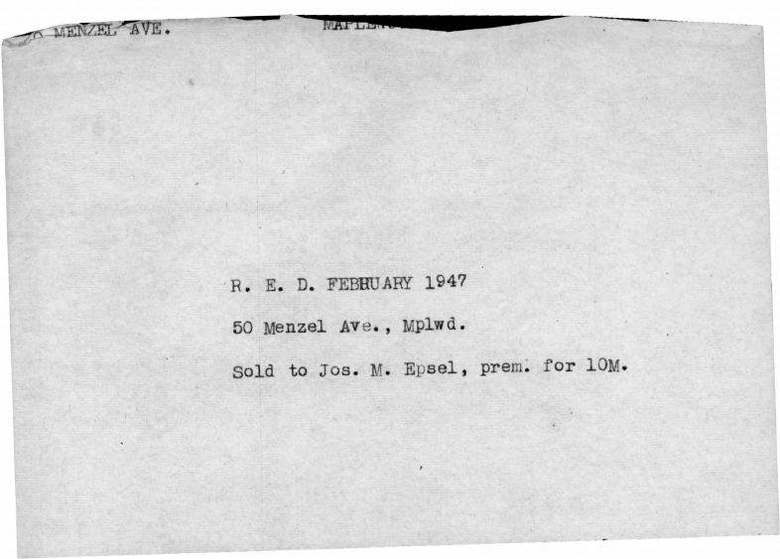 MENZEL AVE.
R. E. D. FEBRUARY 1947
50 Menzel Ave., Mplwd.
Sold to Jos. M. Epsel, prem. for 10M.